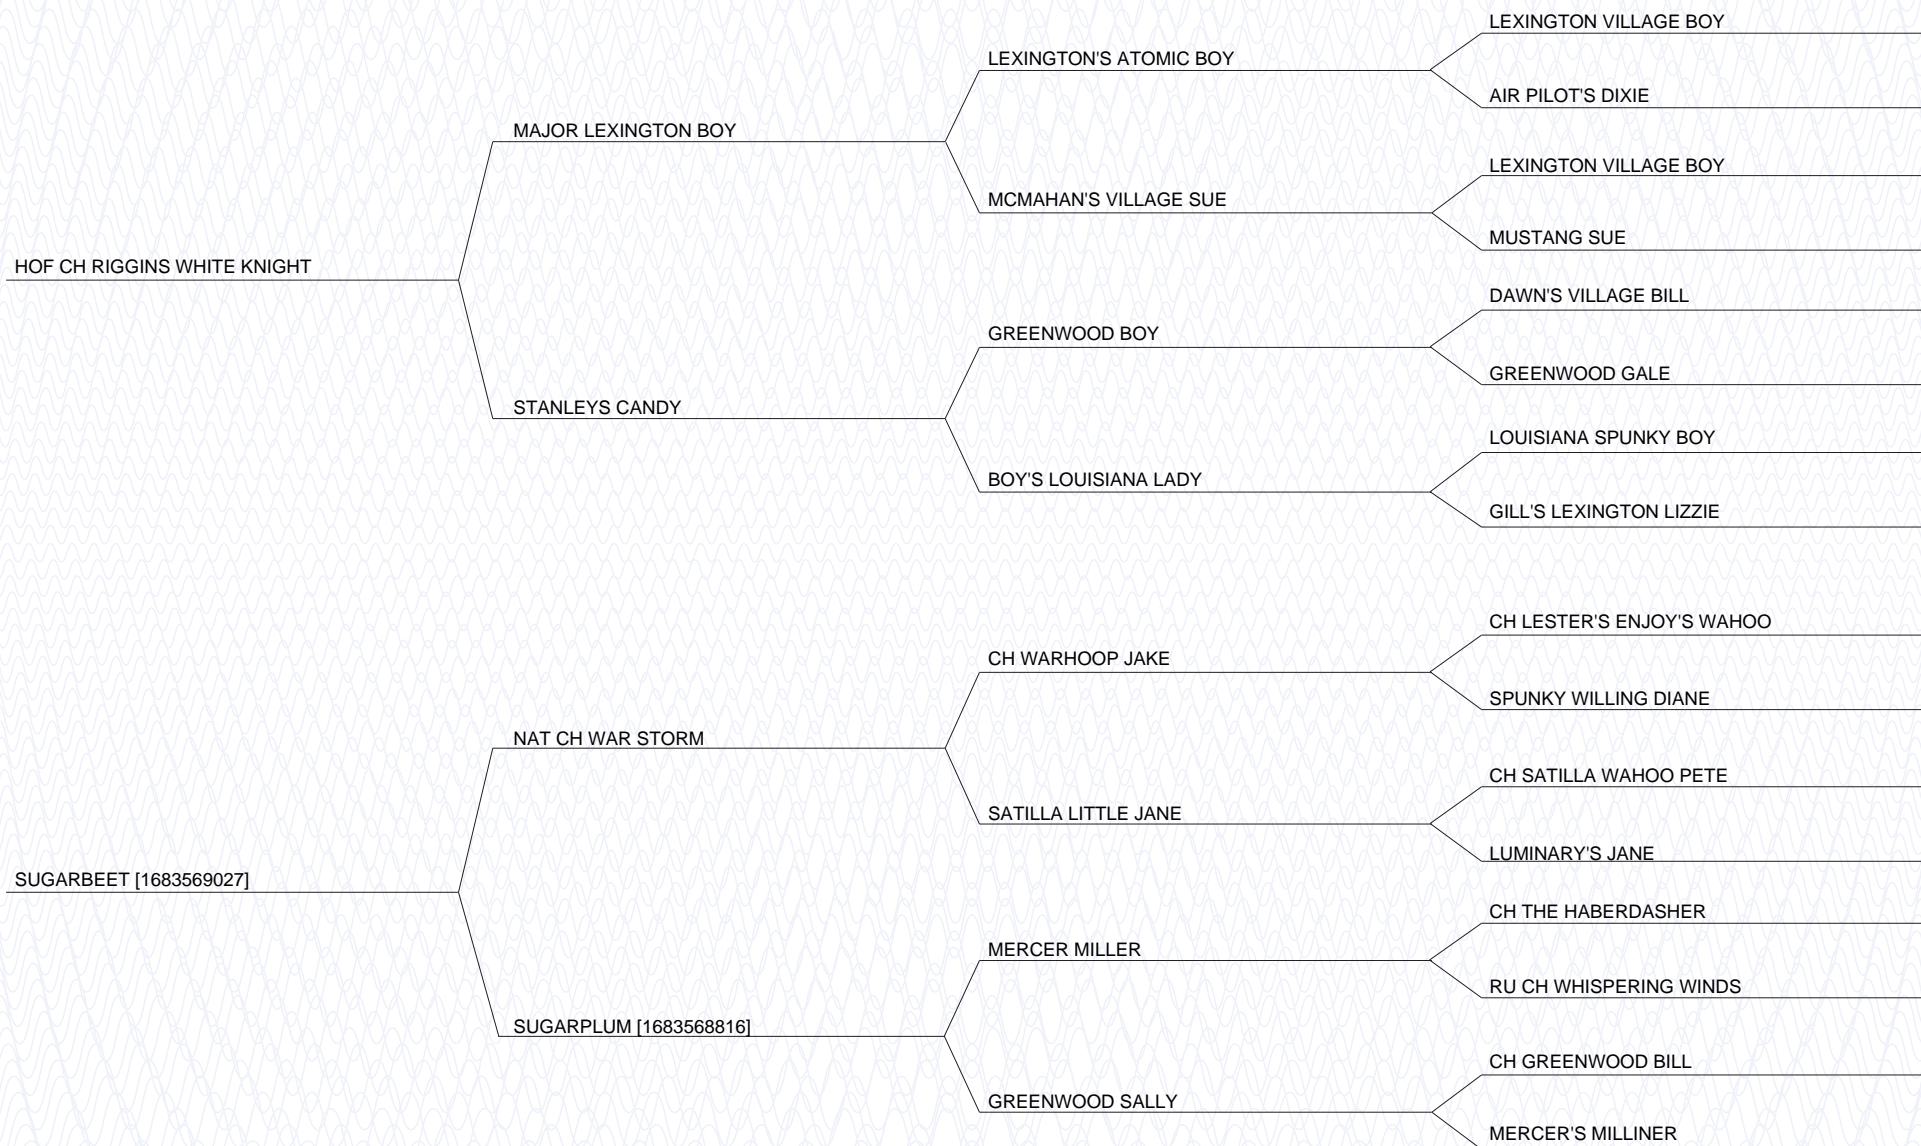 LEXINGTON VILLAGE BOY
LEXINGTON'S ATOMIC BOY
AIR PILOT'S DIXIE
MAJOR LEXINGTON BOY
LEXINGTON VILLAGE BOY
MCMAHAN'S VILLAGE SUE
MUSTANG SUE
HOF CH RIGGINS WHITE KNIGHT
DAWN'S VILLAGE BILL
GREENWOOD BOY
GREENWOOD GALE
STANLEYS CANDY
LOUISIANA SPUNKY BOY
BOY'S LOUISIANA LADY
GILL'S LEXINGTON LIZZIE
CH LESTER'S ENJOY'S WAHOO
CH WARHOOP JAKE
SPUNKY WILLING DIANE
NAT CH WAR STORM
CH SATILLA WAHOO PETE
SATILLA LITTLE JANE
LUMINARY'S JANE
SUGARBEET [1683569027]
CH THE HABERDASHER
MERCER MILLER
RU CH WHISPERING WINDS
SUGARPLUM [1683568816]
CH GREENWOOD BILL
GREENWOOD SALLY
MERCER'S MILLINER